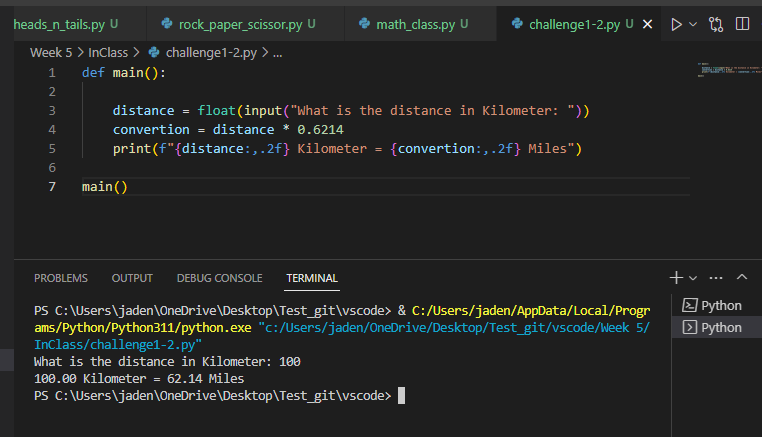 heads_n_tails.py U rock_paper_scissor.py U math_class.py U challenge1-2.py U
Week 5 > InClass > challenge1-2.py > ...
1 def main():
2
3 distance = float(input("What is the distance in Kilometer: "))
4 convertion = distance * 0.6214
5 print(f"{distance:,.2f} Kilometer = {convertion:,.2f} Miles")
6
7 main()
PROBLEMS OUTPUT DEBUG CONSOLE TERMINAL
PS C:\Users\jaden\OneDrive\Desktop\Test_git\vscode> & C:/Users/jaden/AppData/Local/Progr
ams/Python/Python311/python.exe "c:/Users/jaden/OneDrive/Desktop/Test_git/vscode/Week 5/
InClass/challenge1-2.py"
What is the distance in Kilometer: 100
100.00 Kilometer = 62.14 Miles
PS C:\Users\jaden\OneDrive\Desktop\Test_git\vscode>
Python
Python